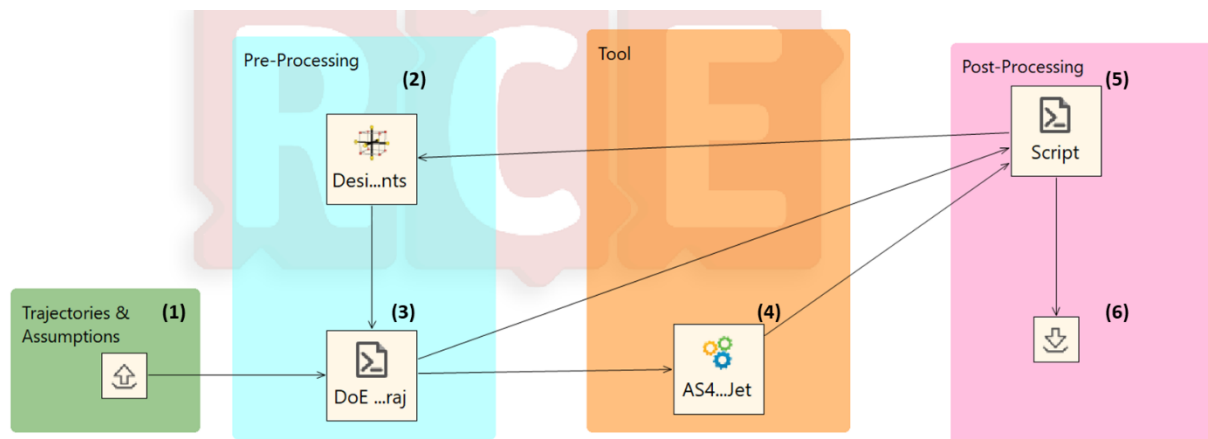 RCE
Pre-Processing
(2)
Desi...nts
Tool
Post-Processing
(5)
Script
Trajectories &
Assumptions
(1)
(3)
DoE ...raj
(4)
AS4...Jet
(6)